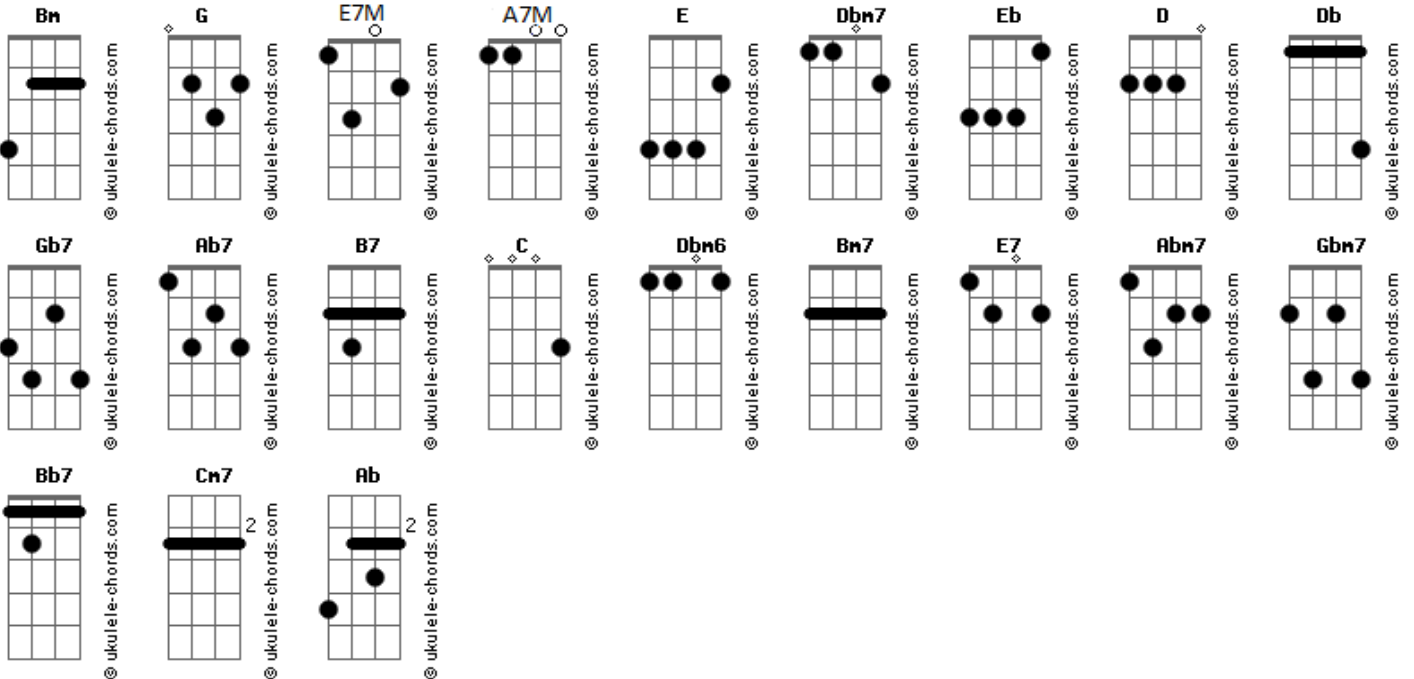 Bm G E7M A7M E Dbm7 Eb D Db
© ukulele-chords.com © ukulele-chords.com © ukulele-chords.com © ukulele-chords.com © ukulele-chords.com © ukulele-chords.com © ukulele-chords.com © ukulele-chords.com © ukulele-chords.com
Gb7 Ab7 B7 C Dbm6 Bm7 E7 Abm7 Gbm7
© ukulele-chords.com © ukulele-chords.com © ukulele-chords.com © ukulele-chords.com © ukulele-chords.com © ukulele-chords.com © ukulele-chords.com © ukulele-chords.com © ukulele-chords.com
Bb7 Cm7 Ab
2 2
© ukulele-chords.com © ukulele-chords.com © ukulele-chords.com